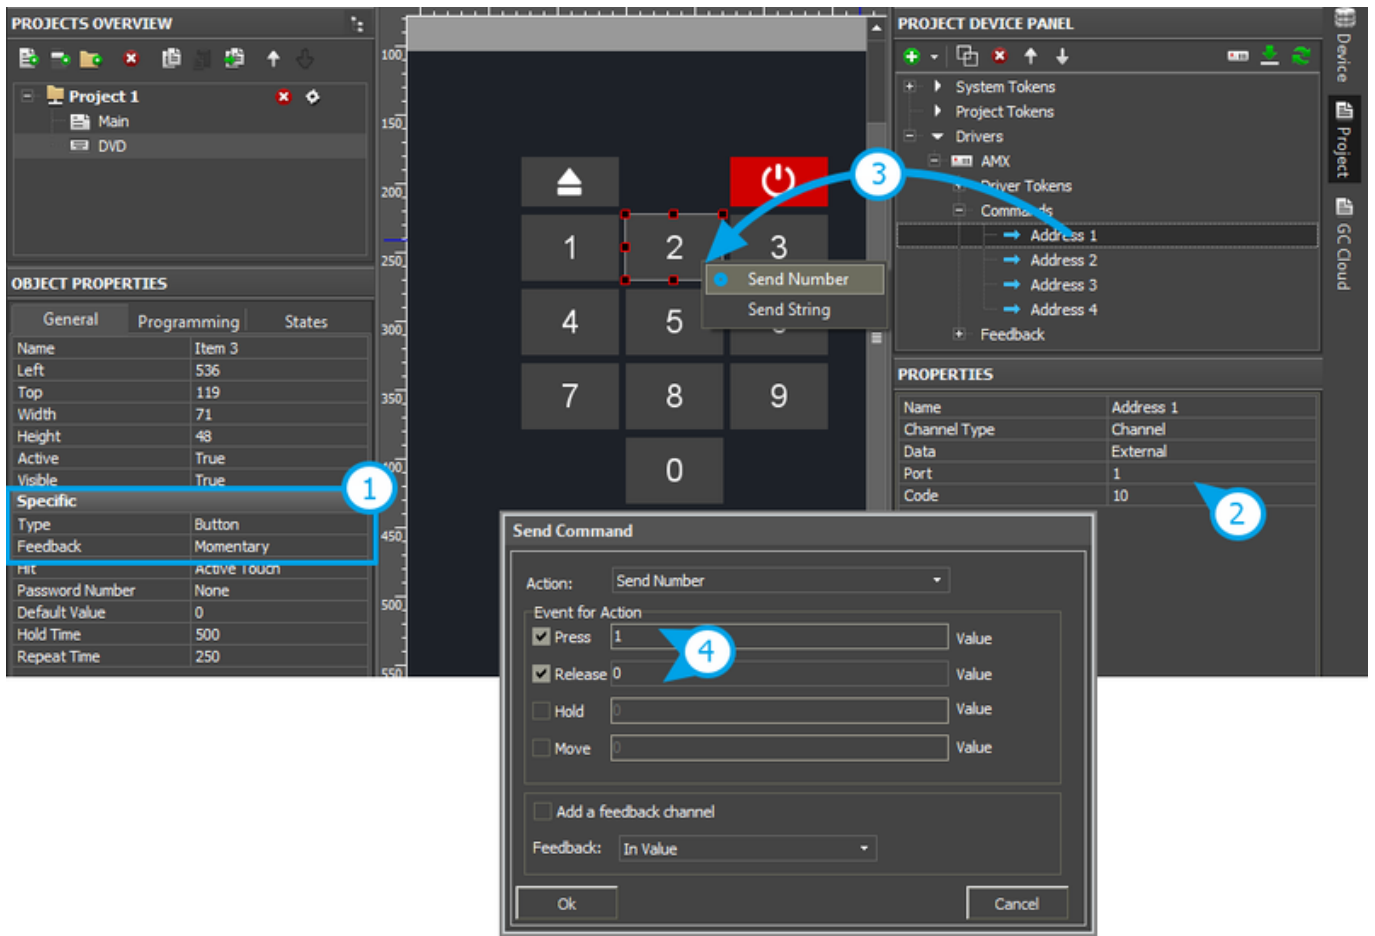 PROJECTS OVERVIEW
Project 1
Main
DVD
OBJECT PROPERTIES
General Programming States
Name Item 3
Left 536
Top 119
Width 71
Height 48
Active True
Visible True
Specific
Type Button
Feedback Momentary
Hit Active Touch
Password Number None
Default Value 0
Hold Time 500
Repeat Time 250
1
100
150
200
250
300
350
400
450
500
550
1 2 3
4 5
7 8 9
0
Send Number
Send String
3
PROJECT DEVICE PANEL
System Tokens
Project Tokens
Drivers
AMX
Driver Tokens
Commands
Address 1
Address 2
Address 3
Address 4
Feedback
PROPERTIES
Name Address 1
Channel Type Channel
Data External
Port 1
Code 10
2
Device
Project
GC Cloud
Send Command
Action: Send Number
Event for Action
Press 1 Value
Release 0 Value
Hold 0 Value
Move 0 Value
4
Add a feedback channel
Feedback: In Value
Ok Cancel